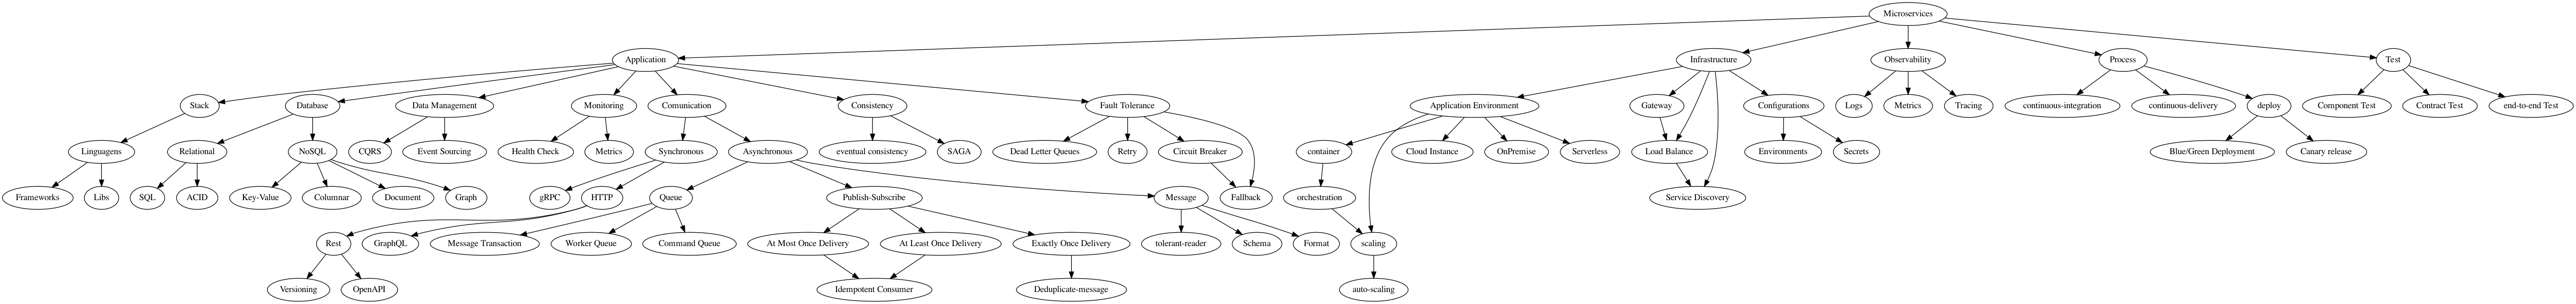 Microservices
Application
Infrastructure
Observability
Process
Test
Stack
Database
Data Management
Monitoring
Comunication
Consistency
Fault Tolerance
Application Environment
Gateway
Configurations
Logs
Metrics
Tracing
continuous-integration
continuous-delivery
deploy
Component Test
Contract Test
end-to-end Test
Linguagens
Relational
NoSQL
CQRS
Event Sourcing
Health Check
Metrics
Synchronous
Asynchronous
eventual consistency
SAGA
Dead Letter Queues
Retry
Circuit Breaker
container
Cloud Instance
OnPremise
Serverless
Load Balance
Environments
Secrets
Blue/Green Deployment
Canary release
Frameworks
Libs
SQL
ACID
Key-Value
Columnar
Document
Graph
gRPC
HTTP
Queue
Publish-Subscribe
Message
Fallback
orchestration
Service Discovery
Rest
GraphQL
Message Transaction
Worker Queue
Command Queue
At Most Once Delivery
At Least Once Delivery
Exactly Once Delivery
tolerant-reader
Schema
Format
scaling
Versioning
OpenAPI
Idempotent Consumer
Deduplicate-message
auto-scaling